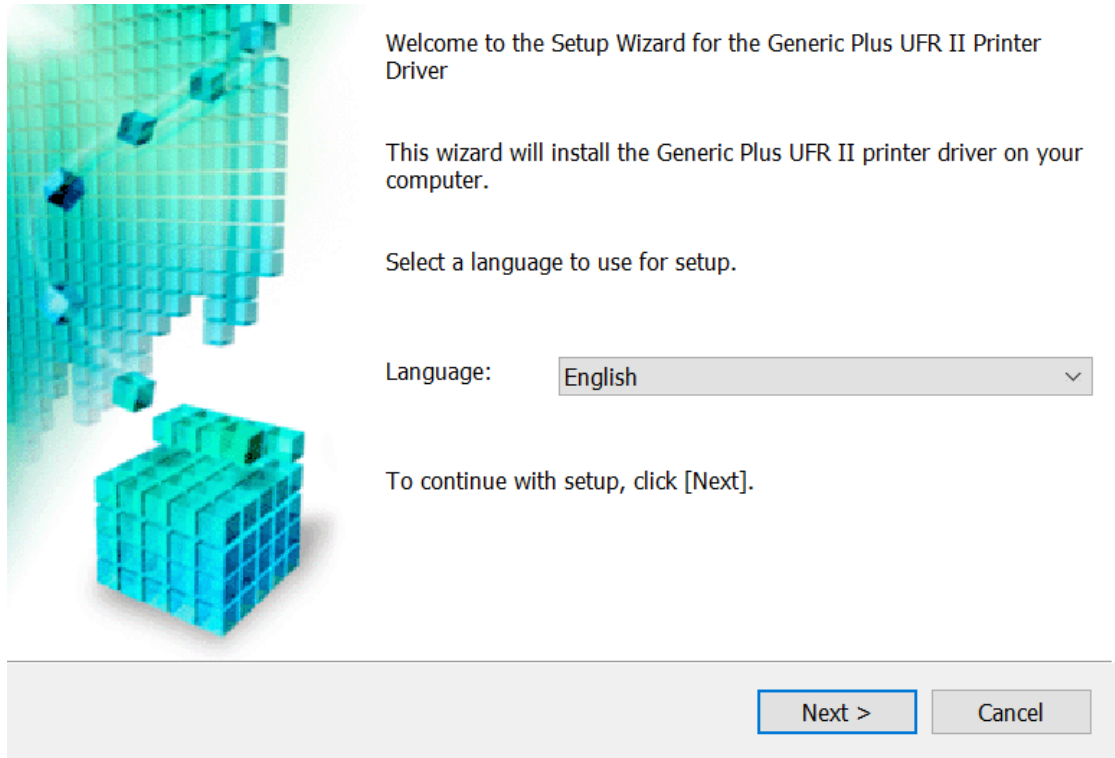 Welcome to the Setup Wizard for the Generic Plus UFR II Printer
Driver
This wizard will install the Generic Plus UFR II printer driver on your
computer.
Select a language to use for setup.
Language: English
To continue with setup, click [Next].
Next > Cancel